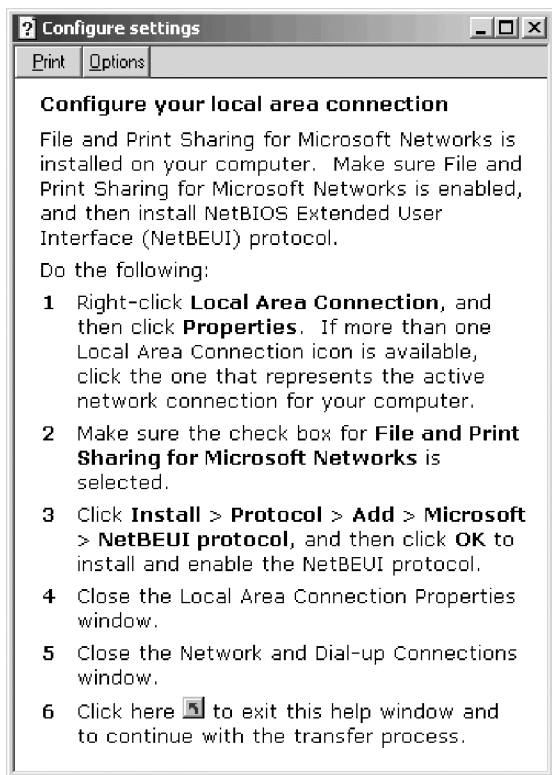 ? Configure settings
Print Options
Configure your local area connection
File and Print Sharing for Microsoft Networks is
installed on your computer. Make sure File and
Print Sharing for Microsoft Networks is enabled,
and then install NetBIOS Extended User
Interface (NetBEUI) protocol.
Do the following:
1 Right-click Local Area Connection, and
then click Properties. If more than one
Local Area Connection icon is available,
click the one that represents the active
network connection for your computer.
2 Make sure the check box for File and Print
Sharing for Microsoft Networks is
selected.
3 Click Install > Protocol > Add > Microsoft
> NetBEUI protocol, and then click OK to
install and enable the NetBEUI protocol.
4 Close the Local Area Connection Properties
window.
5 Close the Network and Dial-up Connections
window.
6 Click here to exit this help window and
to continue with the transfer process.